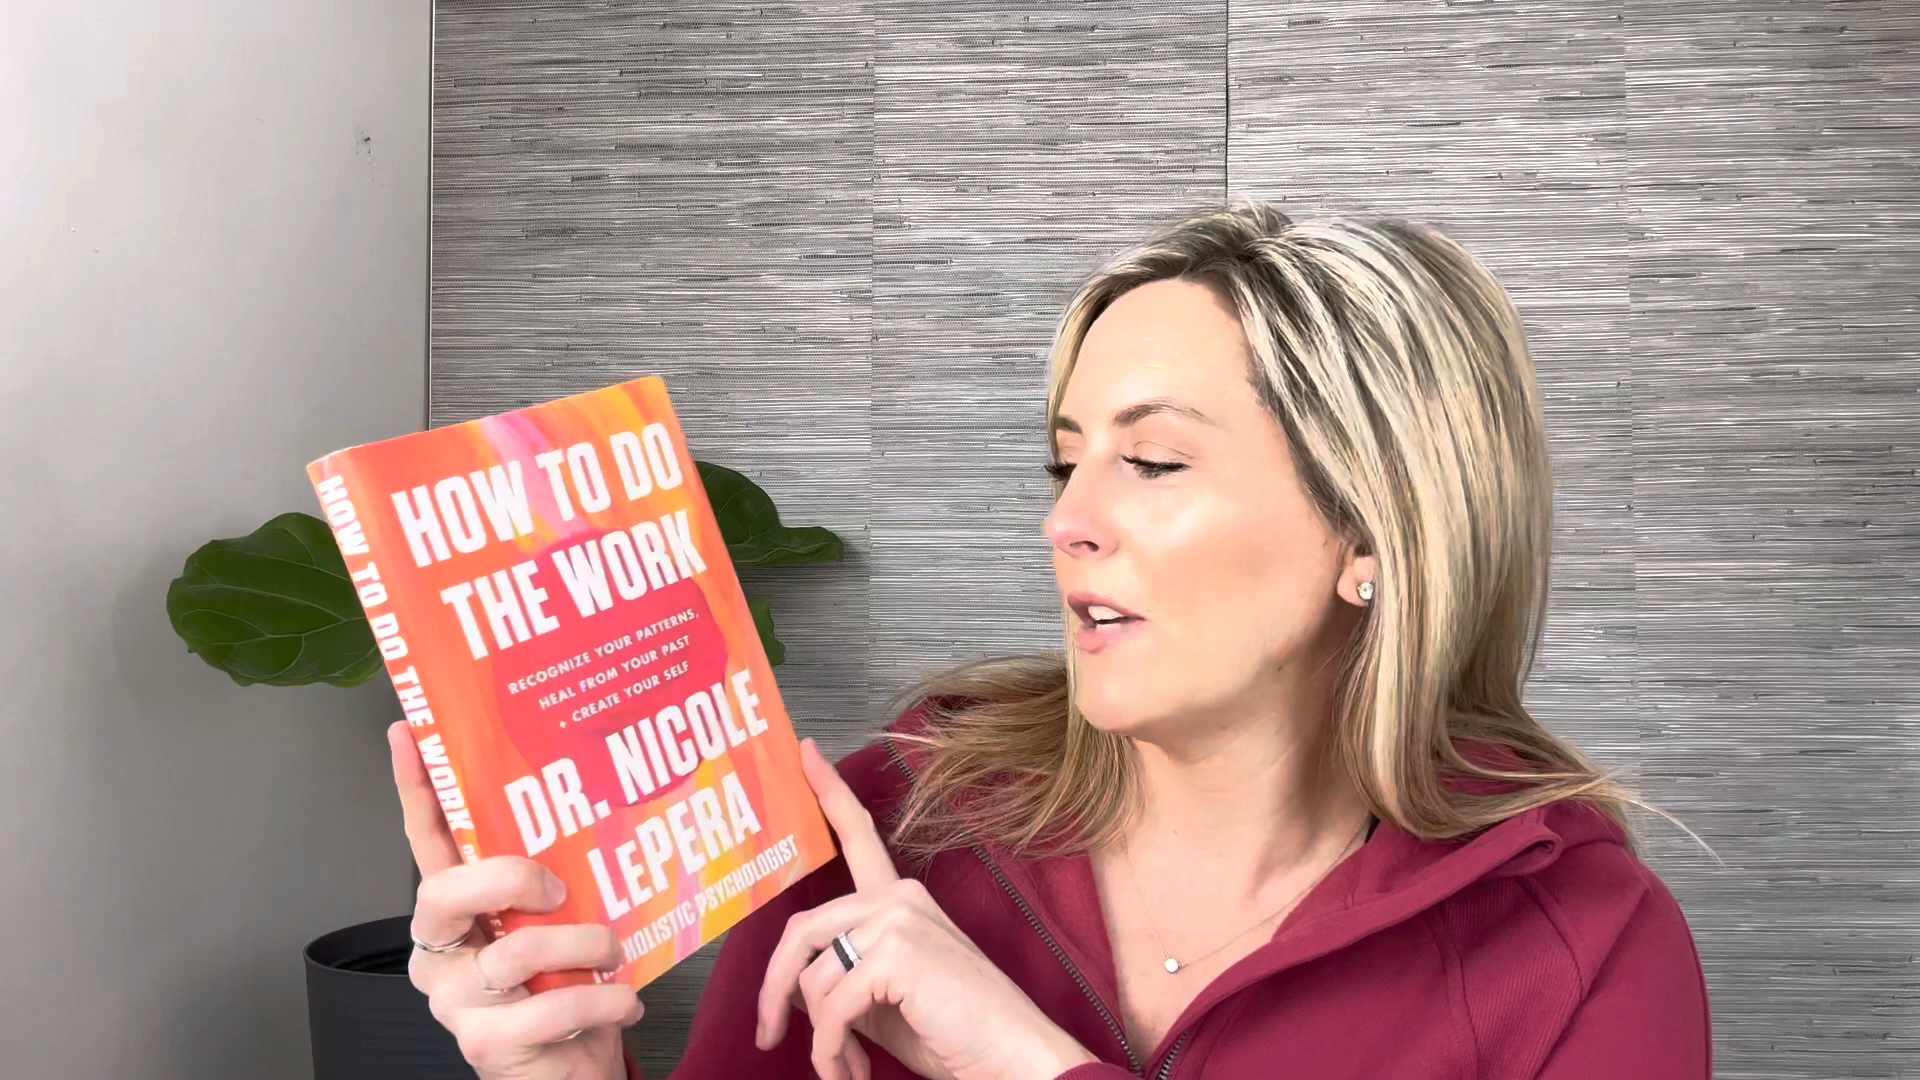 HOW TO DO
THE WORK
RECOGNIZE YOUR PATTERNS,
HEAL FROM YOUR PAST
+ CREATE YOUR SELF
DR. NICOLE
LePERA
HOLISTIC PSYCHOLOGIST
HOW TO DO THE WORK